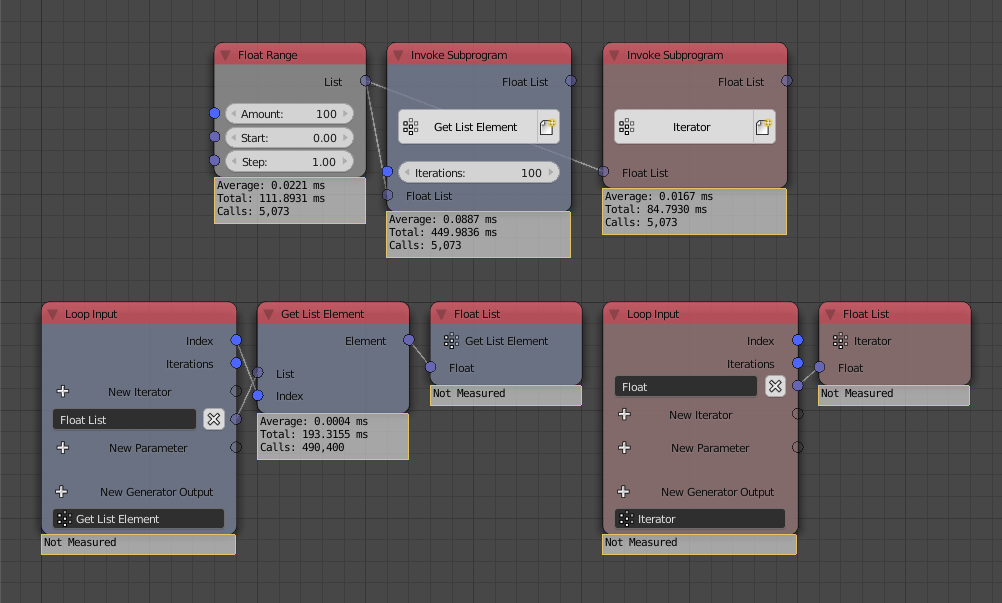 Float Range
List
Amount: 100
Start: 0.00
Step: 1.00
Average: 0.0221 ms
Total: 111.8931 ms
Calls: 5,073
Invoke Subprogram
Float List
Get List Element
Iterations: 100
Float List
Average: 0.0887 ms
Total: 449.9836 ms
Calls: 5,073
Invoke Subprogram
Float List
Iterator
Float List
Average: 0.0167 ms
Total: 84.7930 ms
Calls: 5,073
Loop Input
Index
Iterations
New Iterator
Float List
New Parameter
New Generator Output
Get List Element
Not Measured
Get List Element
Element
List
Index
Average: 0.0004 ms
Total: 193.3155 ms
Calls: 490,400
Float List
Get List Element
Float
Not Measured
Loop Input
Index
Iterations
Float
New Iterator
New Parameter
New Generator Output
Iterator
Not Measured
Float List
Iterator
Float
Not Measured